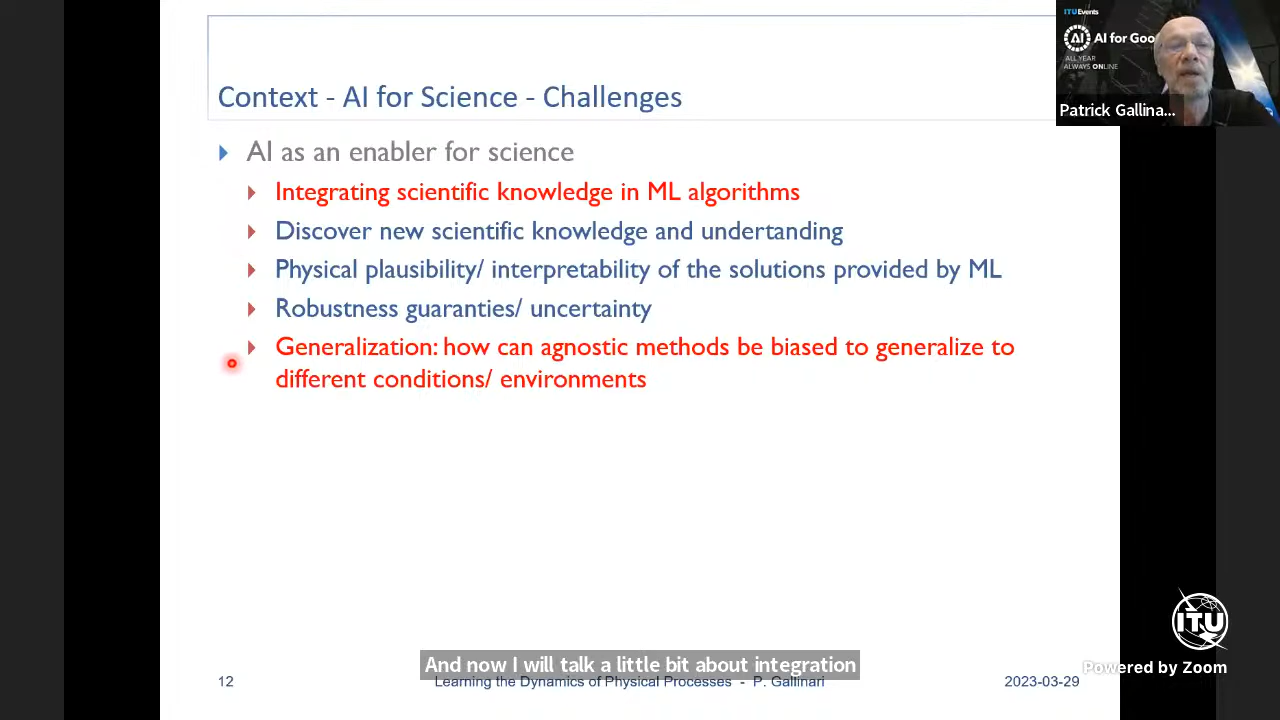 ITUEvents
AI
AI for Goo
ALL YEAR
ALWAYS ONLINE
Patrick Gallina...
Context - AI for Science - Challenges
AI as an enabler for science
Integrating scientific knowledge in ML algorithms
Discover new scientific knowledge and undertanding
Physical plausibility/ interpretability of the solutions provided by ML
Robustness guaranties/ uncertainty
Generalization: how can agnostic methods be biased to generalize to
different conditions/ environments
ITU
And now I will talk a little bit about integration
Powered by Zoom
12
Learning the Dynamics of Physical Processes - P. Gallinari
2023-03-29